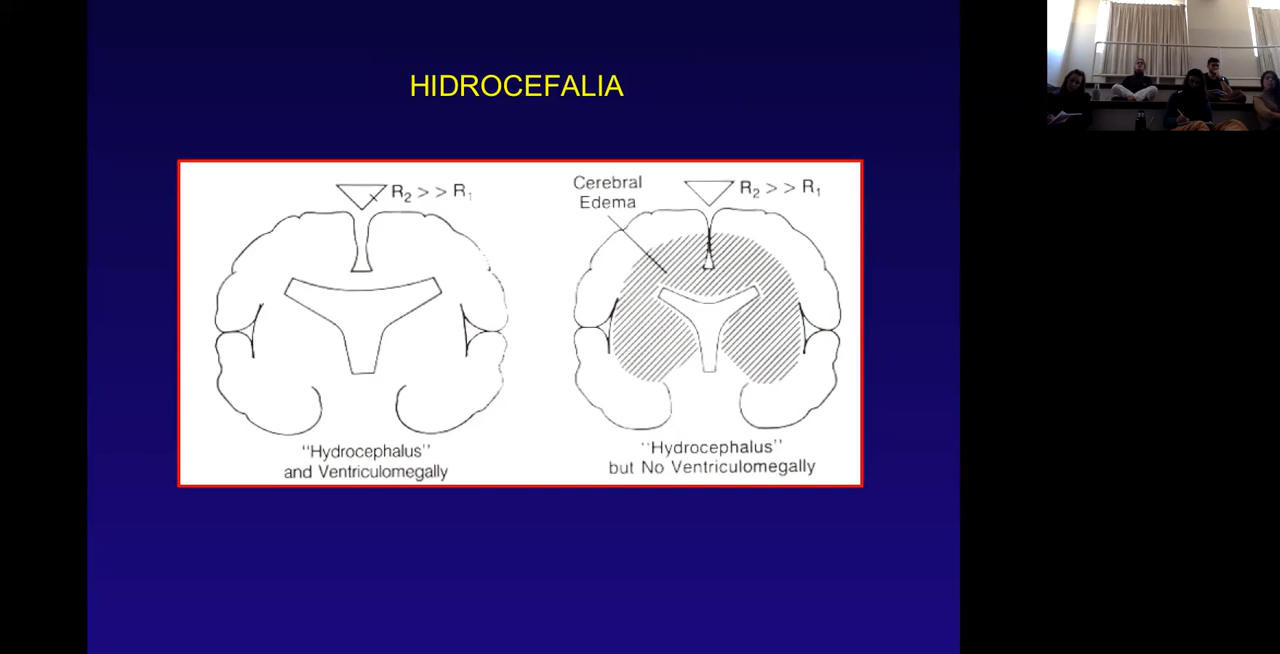 HIDROCEFALIA
R2 > > R1
Cerebral
Edema
R2 > > R1
"Hydrocephalus"
and Ventriculomegally
"Hydrocephalus"
but No Ventriculomegally